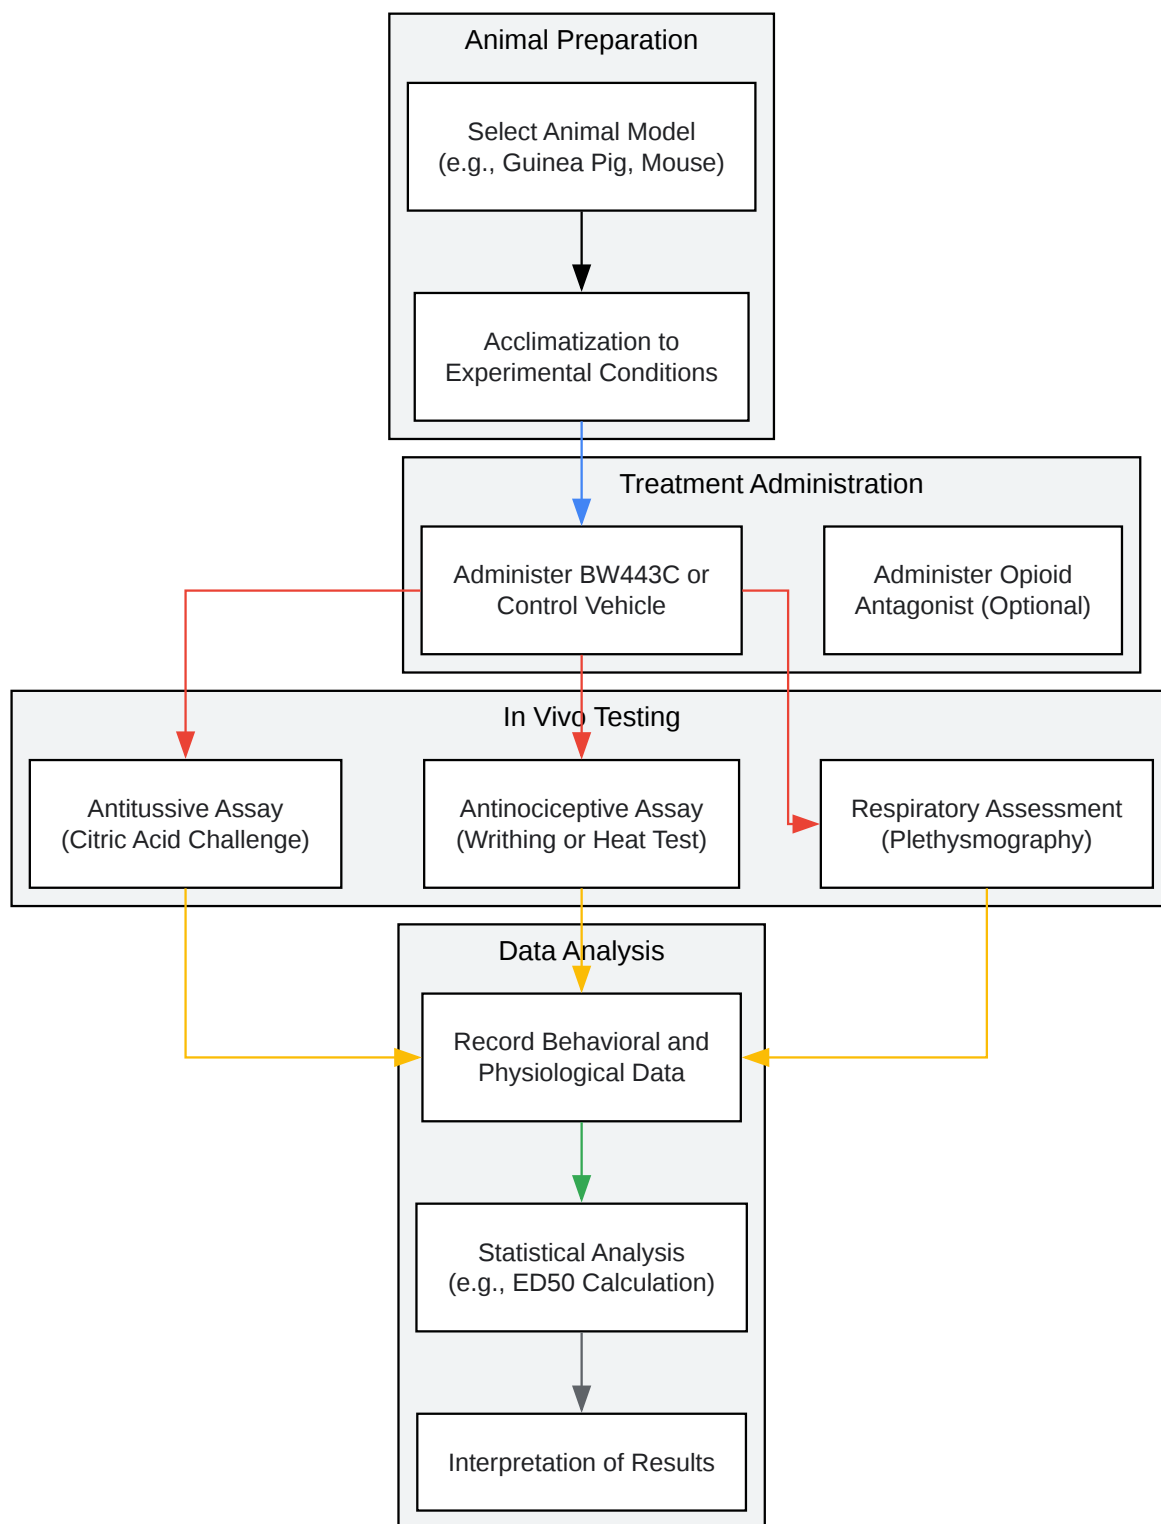 Animal Preparation
Select Animal Model
(e.g., Guinea Pig, Mouse)
Acclimatization to
Experimental Conditions
Treatment Administration
Administer BW443C or
Control Vehicle
Administer Opioid
Antagonist (Optional)
In Vivo Testing
Antitussive Assay
(Citric Acid Challenge)
Antinociceptive Assay
(Writhing or Heat Test)
Respiratory Assessment
(Plethysmography)
Data Analysis
Record Behavioral and
Physiological Data
Statistical Analysis
(e.g., ED50 Calculation)
Interpretation of Results